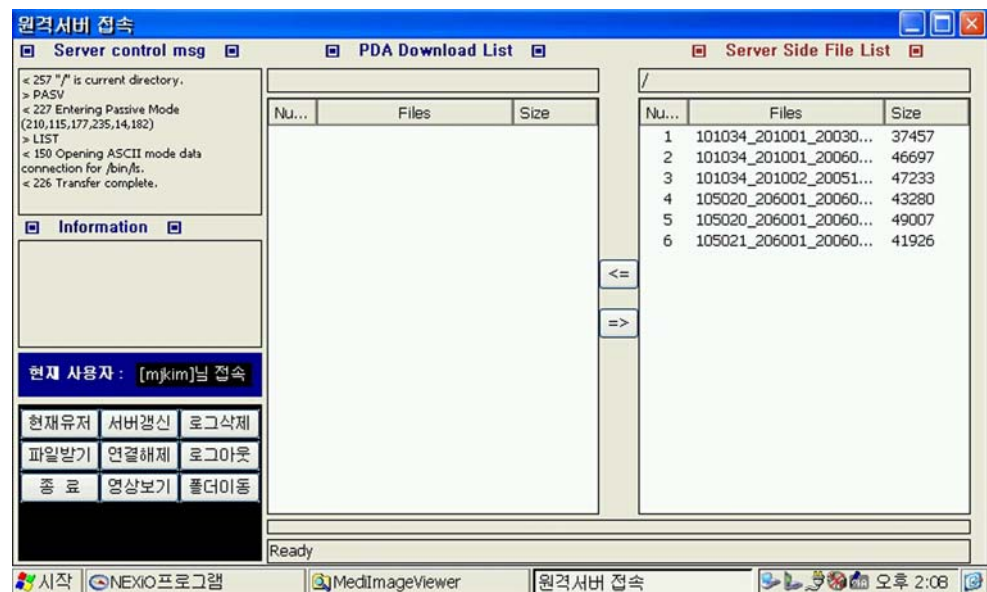 원격서버 접속
Server control msg
PDA Download List
Server Side File List
< 257 "/" is current directory.
> PASV
< 227 Entering Passive Mode
(210,115,177,235,14,182)
> LIST
< 150 Opening ASCII mode data
connection for /bin/ls.
< 226 Transfer complete.
Information
현재 사용자 : [mjkim]님 접속
현재유저 서버갱신 로그삭제
파일받기 연결해제 로그아웃
종 료 영상보기 폴더이동
Nu... Files Size
/
Nu... Files Size
1 101034_201001_20030... 37457
2 101034_201001_20060... 46697
3 101034_201002_20051... 47233
4 105020_206001_20060... 43280
5 105020_206001_20060... 49007
6 105021_206001_20060... 41926
<=
=>
Ready
시작 NEXiO프로그램 MediImageViewer 원격서버 접속 오후 2:08